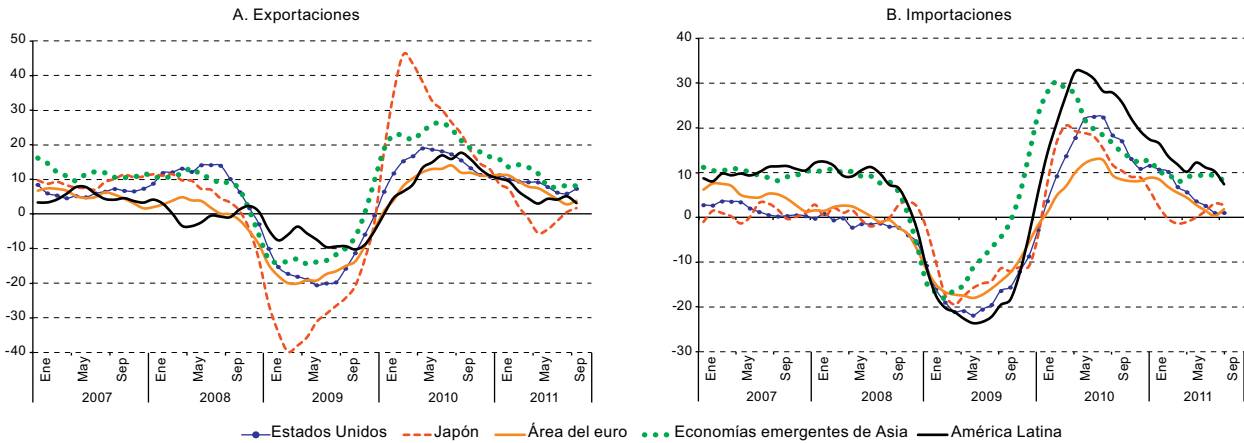 A. Exportaciones
50
40
30
20
10
0
-10
-20
-30
-40
Ene May Sep Ene May Sep Ene May Sep Ene May Sep Ene May Sep
2007 2008 2009 2010 2011
B. Importaciones
40
30
20
10
0
-10
-20
-30
Ene May Sep Ene May Sep Ene May Sep Ene May Sep Ene May Sep
2007 2008 2009 2010 2011
Estados Unidos Japón Área del euro Economías emergentes de Asia América Latina